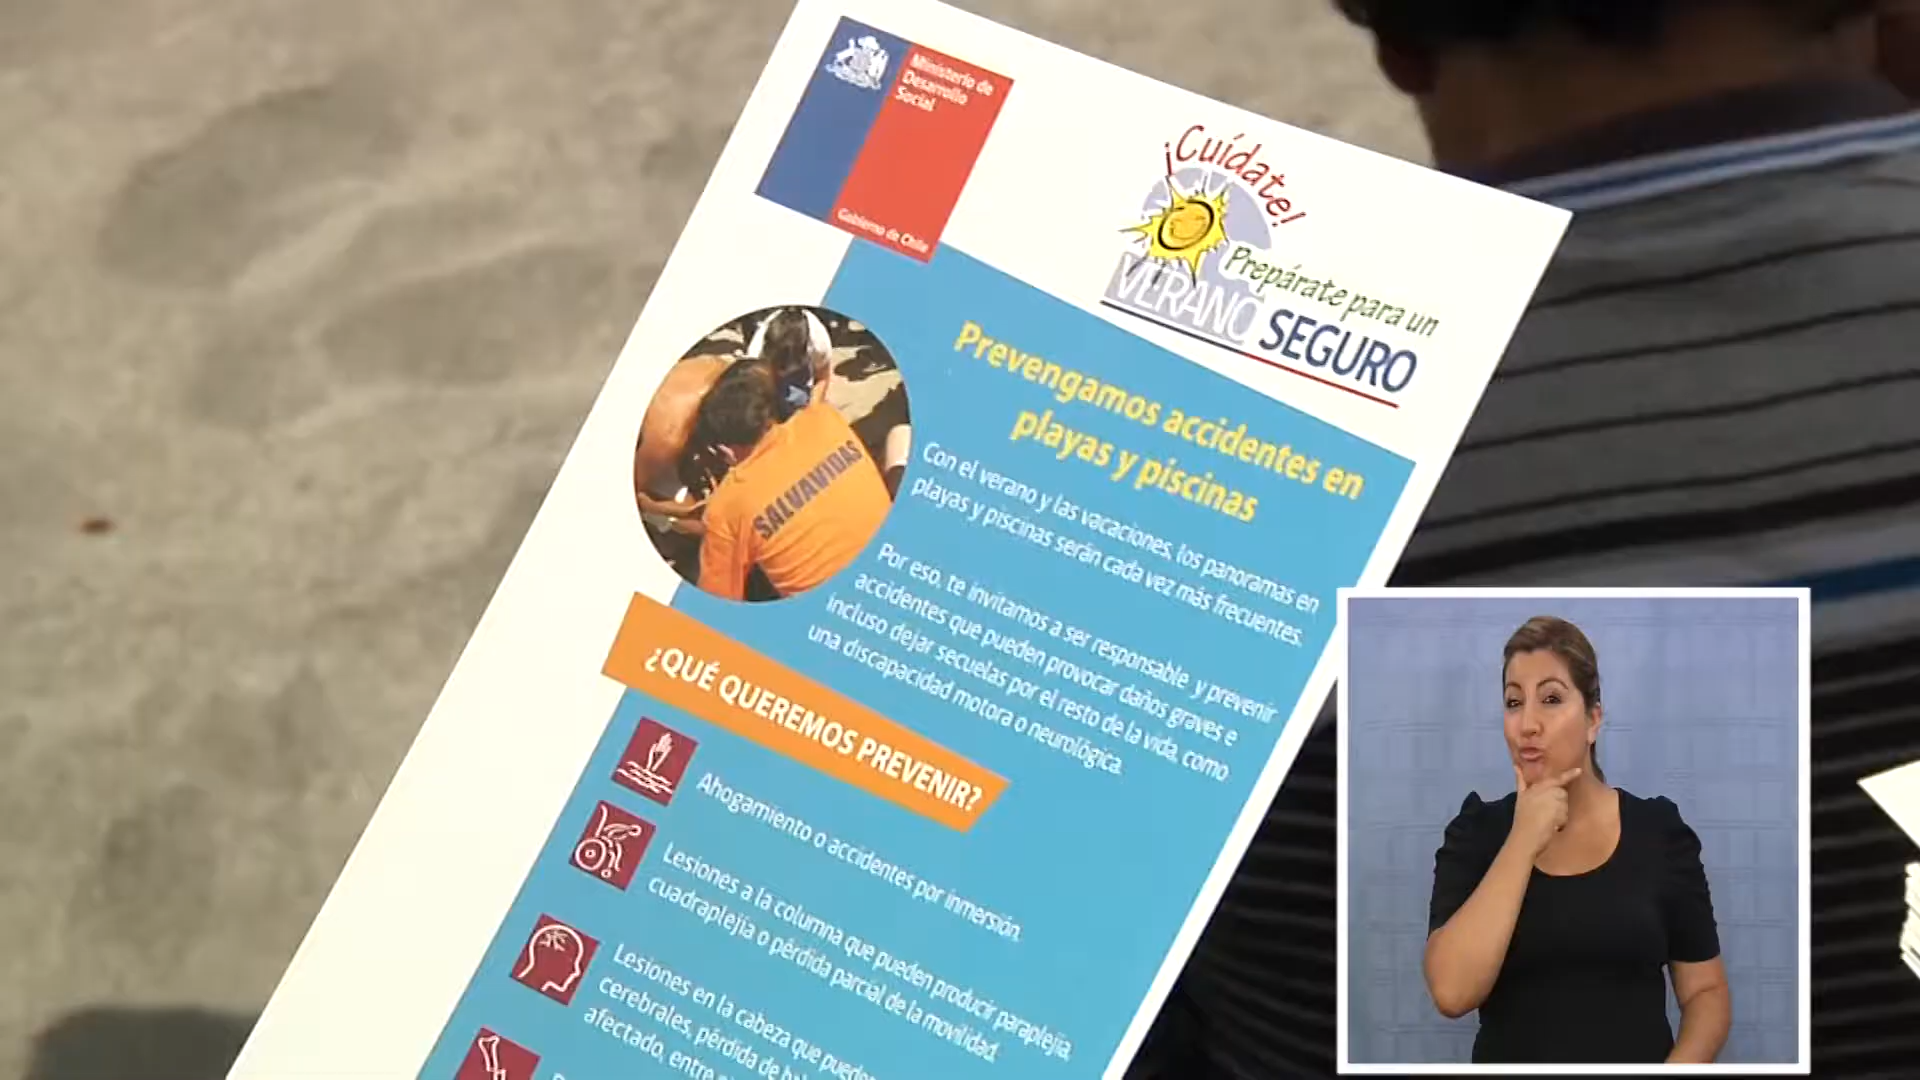 Ministerio de
Desarrollo
Social
Gobierno de Chile
¡Cuídate!
Prepárate para un
VERANO SEGURO
Prevengamos accidentes en
playas y piscinas
Con el verano y las vacaciones, los panoramas en
playas y piscinas serán cada vez más frecuentes.
Por eso, te invitamos a ser responsable y prevenir
accidentes que pueden provocar daños graves e
incluso dejar secuelas por el resto de la vida, como
una discapacidad motora o neurológica.
SALVAVIDAS
¿QUÉ QUEREMOS PREVENIR?
Ahogamiento o accidentes por inmersión.
Lesiones a la columna que pueden producir paraplejia,
cuadraplejia o pérdida parcial de la movilidad.
Lesiones en la cabeza que puede
cerebrales, pérdida de
afectado, entre